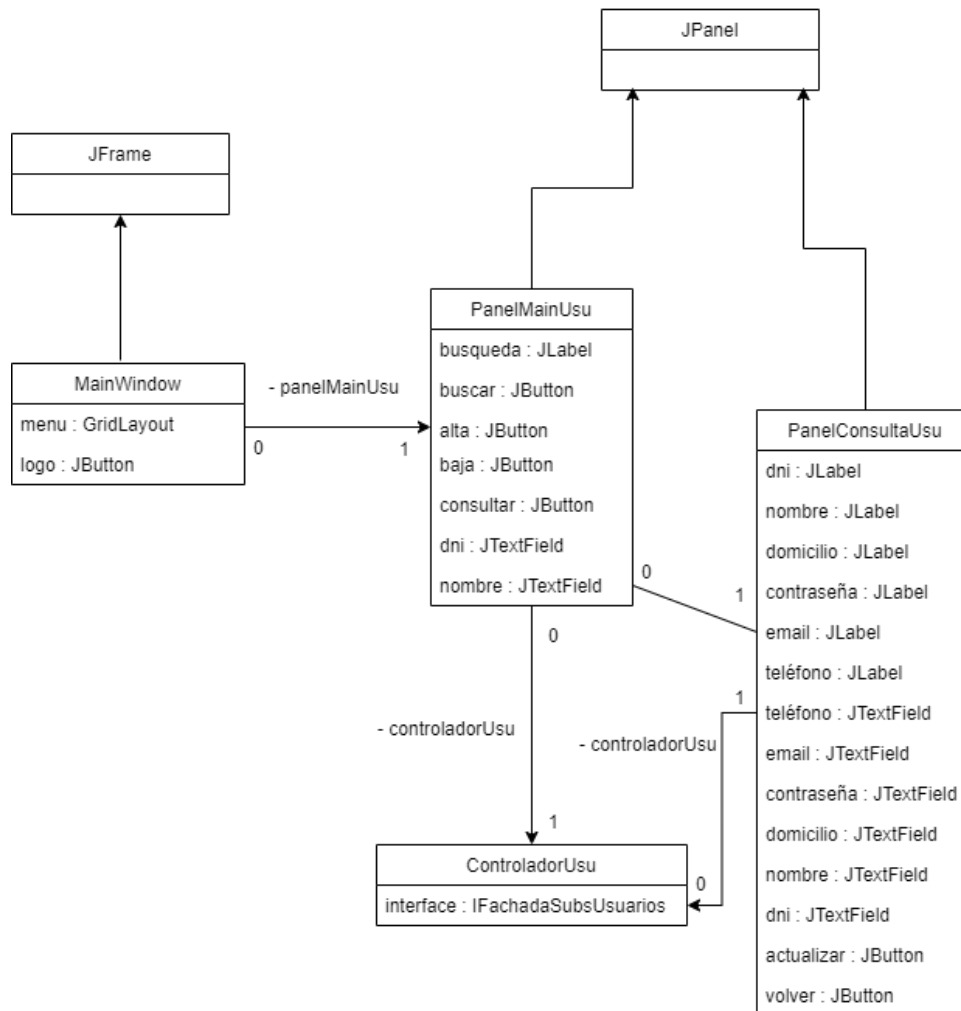 JPanel
JFrame
PanelMainUsu
busqueda : JLabel
buscar : JButton
alta : JButton
baja : JButton
consultar : JButton
dni : JTextField
nombre : JTextField
MainWindow
menu : GridLayout
logo : JButton
- panelMainUsu
0
1
PanelConsultaUsu
dni : JLabel
nombre : JLabel
domicilio : JLabel
contraseña : JLabel
email : JLabel
teléfono : JLabel
teléfono : JTextField
email : JTextField
contraseña : JTextField
domicilio : JTextField
nombre : JTextField
dni : JTextField
actualizar : JButton
volver : JButton
0
1
0
1
- controladorUsu
- controladorUsu
1
0
ControladorUsu
interface : IFachadaSubsUsuarios